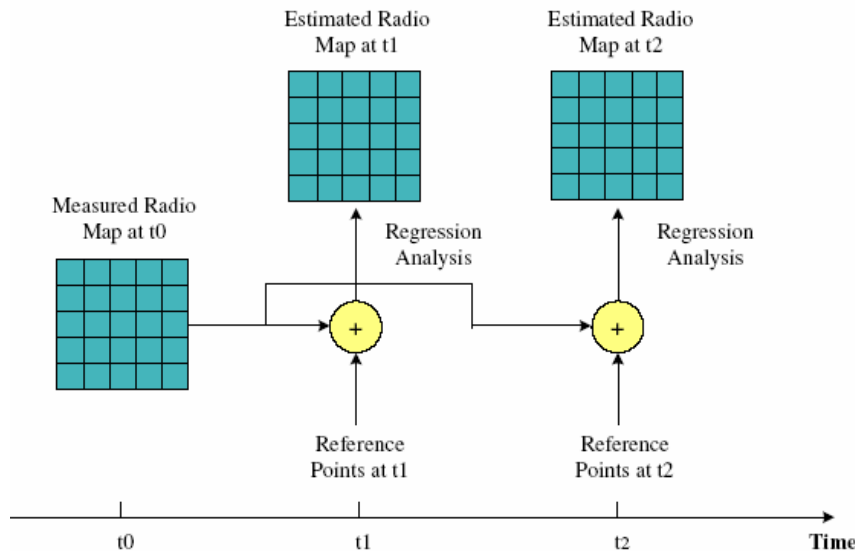 Estimated Radio
Map at t1
Estimated Radio
Map at t2
Measured Radio
Map at t0
Regression
Analysis
Regression
Analysis
+
+
Reference
Points at t1
Reference
Points at t2
t0
t1
t2
Time